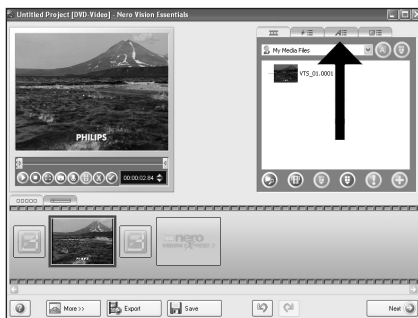 Untitled Project [DVD-Video] - Nero Vision Essentials
My Media Files
VTS_01.0001
PHILIPS
00:00:02.84
nero
More >>
Export
Save
Next